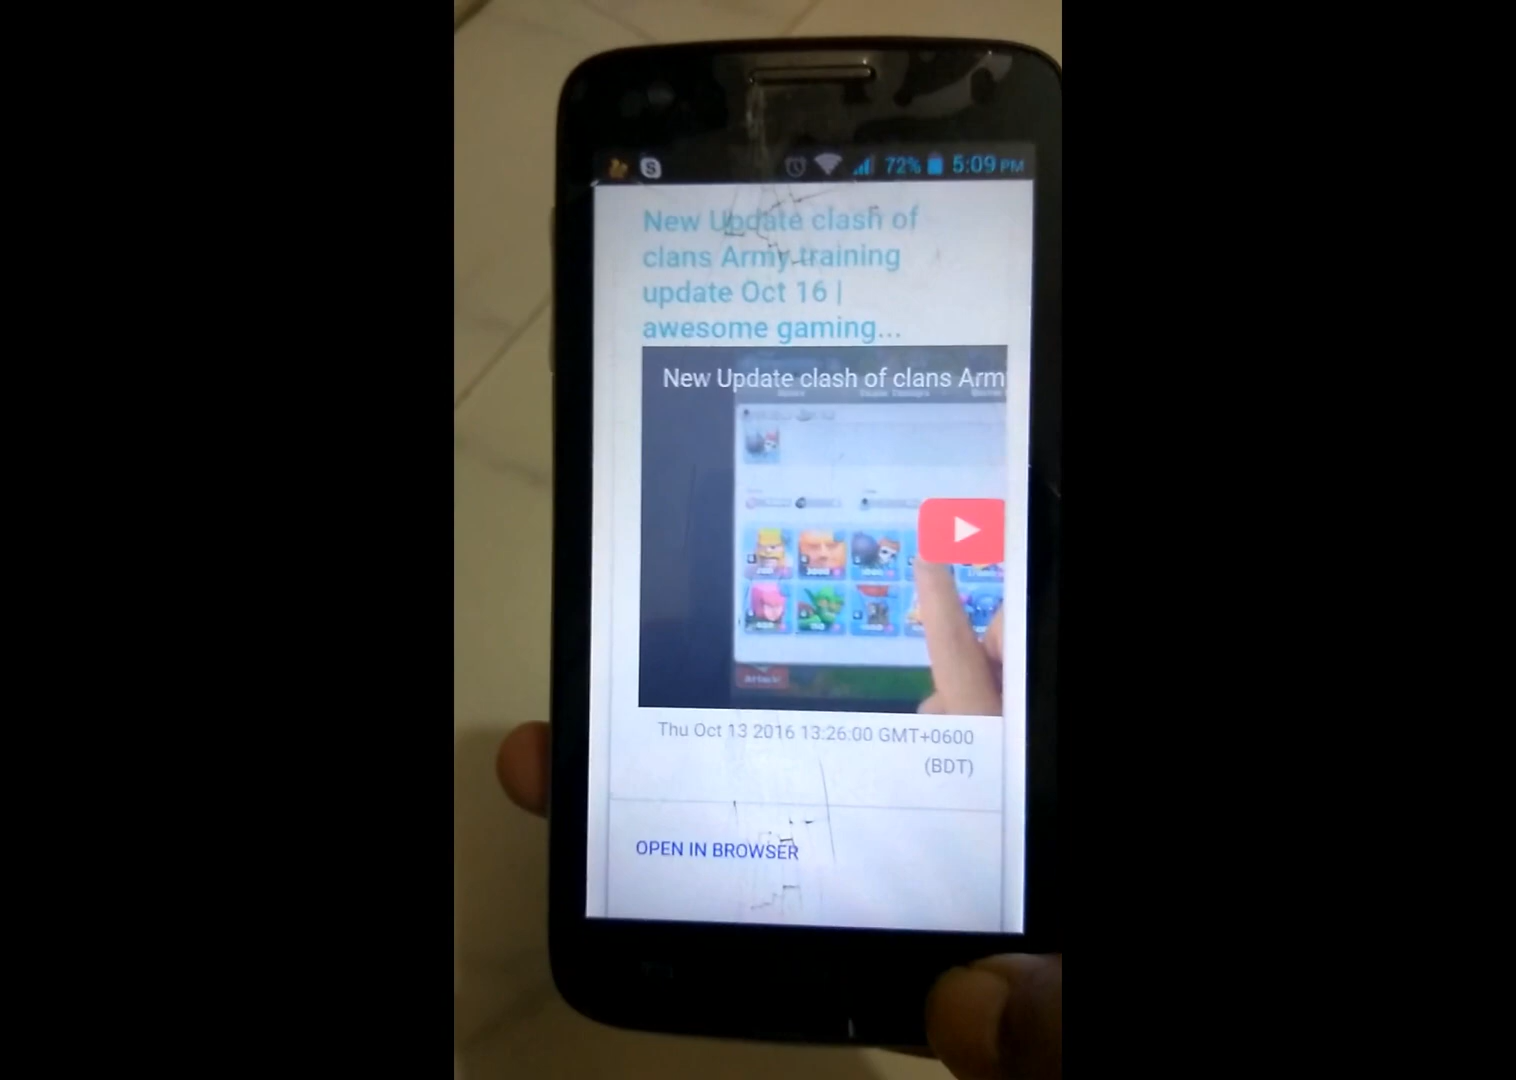 72% 5:09 PM
New Update clash of
clans Army training
update Oct 16 |
awesome gaming...
New Update clash of clans Arm
Thu Oct 13 2016 13:26:00 GMT+0600
(BDT)
OPEN IN BROWSER